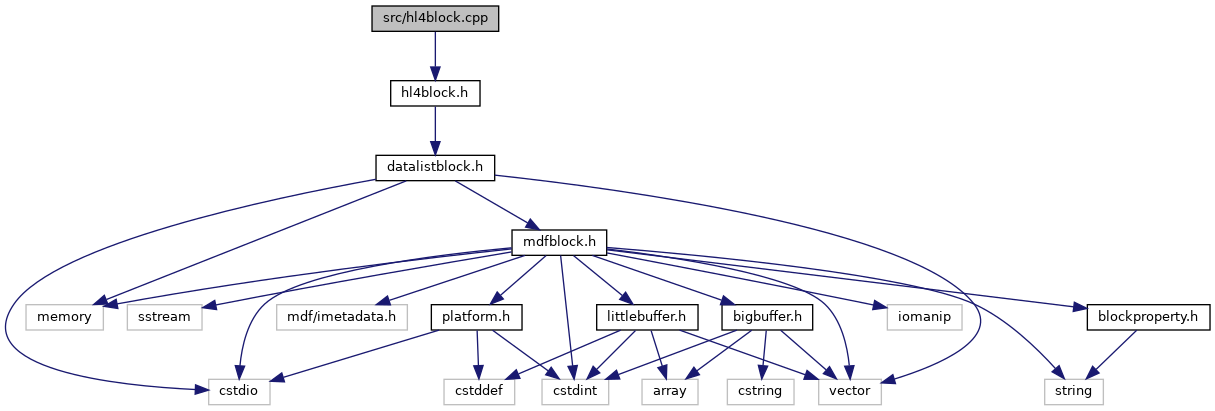 src/hl4block.cpp
hl4block.h
datalistblock.h
mdfblock.h
memory
sstream
mdf/imetadata.h
platform.h
littlebuffer.h
bigbuffer.h
iomanip
blockproperty.h
cstdio
cstddef
cstdint
array
cstring
vector
string